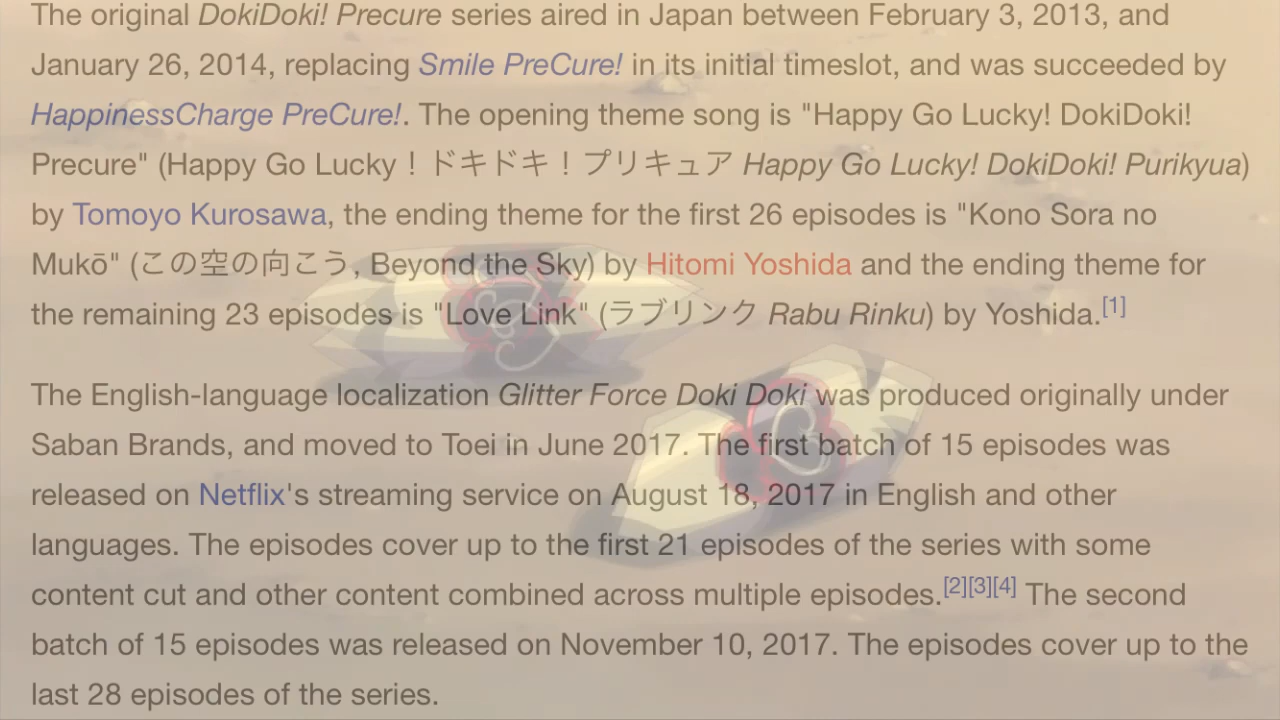 The original DokiDoki! Precure series aired in Japan between February 3, 2013, and
January 26, 2014, replacing Smile PreCure! in its initial timeslot, and was succeeded by
HappinessCharge PreCure!. The opening theme song is "Happy Go Lucky! DokiDoki!
Precure" (Happy Go Lucky！ドキドキ！プリキュア Happy Go Lucky! DokiDoki! Purikyua)
by Tomoyo Kurosawa, the ending theme for the first 26 episodes is "Kono Sora no
Mukō" (この空の向こう, Beyond the Sky) by Hitomi Yoshida and the ending theme for
the remaining 23 episodes is "Love Link" (ラブリンク Rabu Rinku) by Yoshida.[1]
The English-language localization Glitter Force Doki Doki was produced originally under
Saban Brands, and moved to Toei in June 2017. The first batch of 15 episodes was
released on Netflix's streaming service on August 18, 2017 in English and other
languages. The episodes cover up to the first 21 episodes of the series with some
content cut and other content combined across multiple episodes.[2][3][4] The second
batch of 15 episodes was released on November 10, 2017. The episodes cover up to the
last 28 episodes of the series.